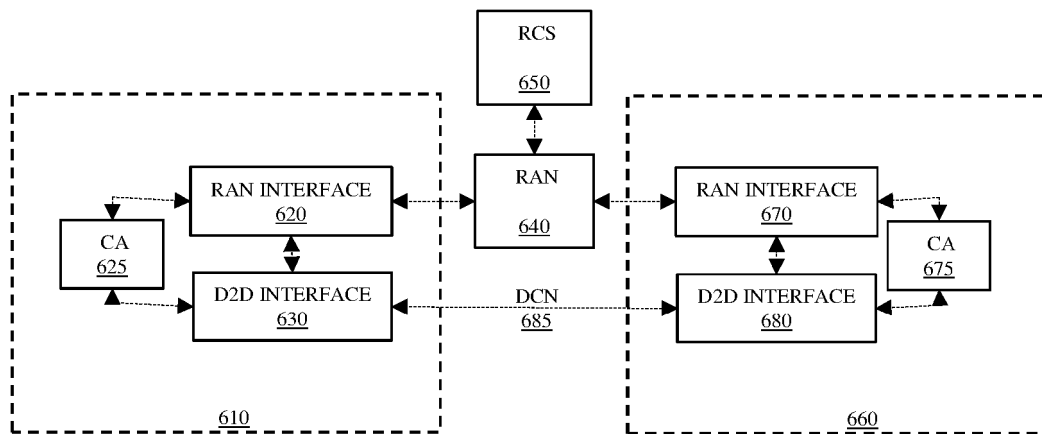 RCS
650
RAN INTERFACE
620
RAN
640
RAN INTERFACE
670
CA
625
CA
675
D2D INTERFACE
630
DCN
685
D2D INTERFACE
680
610
660